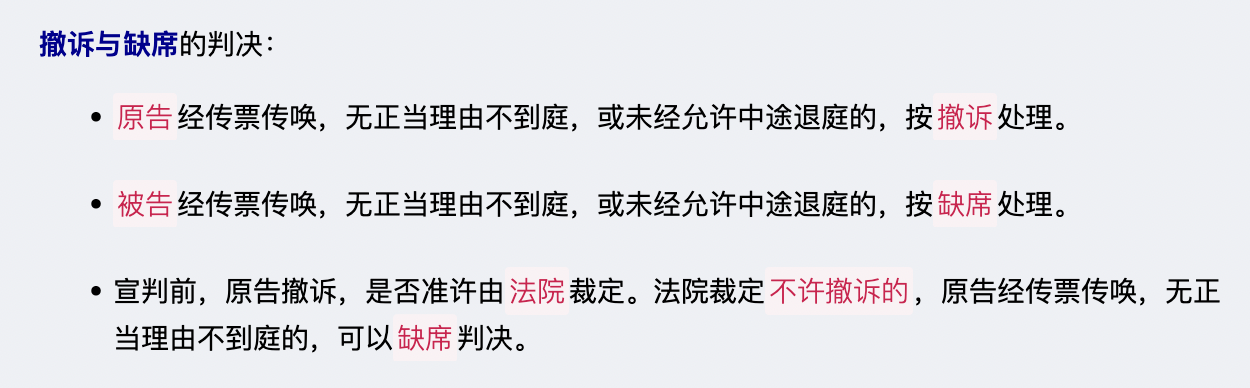 撤诉与缺席的判决：
• 原告经传票传唤，无正当理由不到庭，或未经允许中途退庭的，按撤诉处理。
• 被告经传票传唤，无正当理由不到庭，或未经允许中途退庭的，按缺席处理。
• 宣判前，原告撤诉，是否准许由法院裁定。法院裁定不许撤诉的，原告经传票传唤，无正
当理由不到庭的，可以缺席判决。